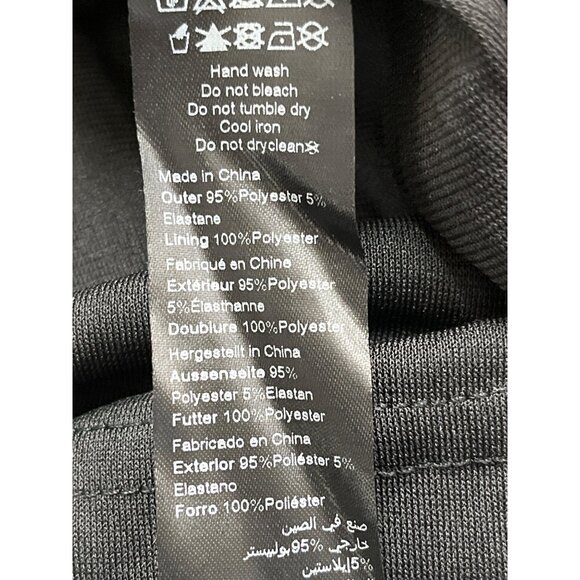 Hand wash
Do not bleach
Do not tumble dry
Cool iron
Do not dryclean
Made in China
Outer 95%Polyester 5%
Elastane
Lining 100%Polyester
Fabriqué en Chine
Extérieur 95%Polyester
5%Élasthanne
Doublure 100%Polyester
Hergestellt in China
Aussenseite 95%
Polyester 5%Elastan
Futter 100%Polyester
Fabricado en China
Exterior 95%Poliéster 5%
Elastano
Forro 100%Poliéster
صنع في الصين
خارجي 95%بوليستر
5%إيلاستين